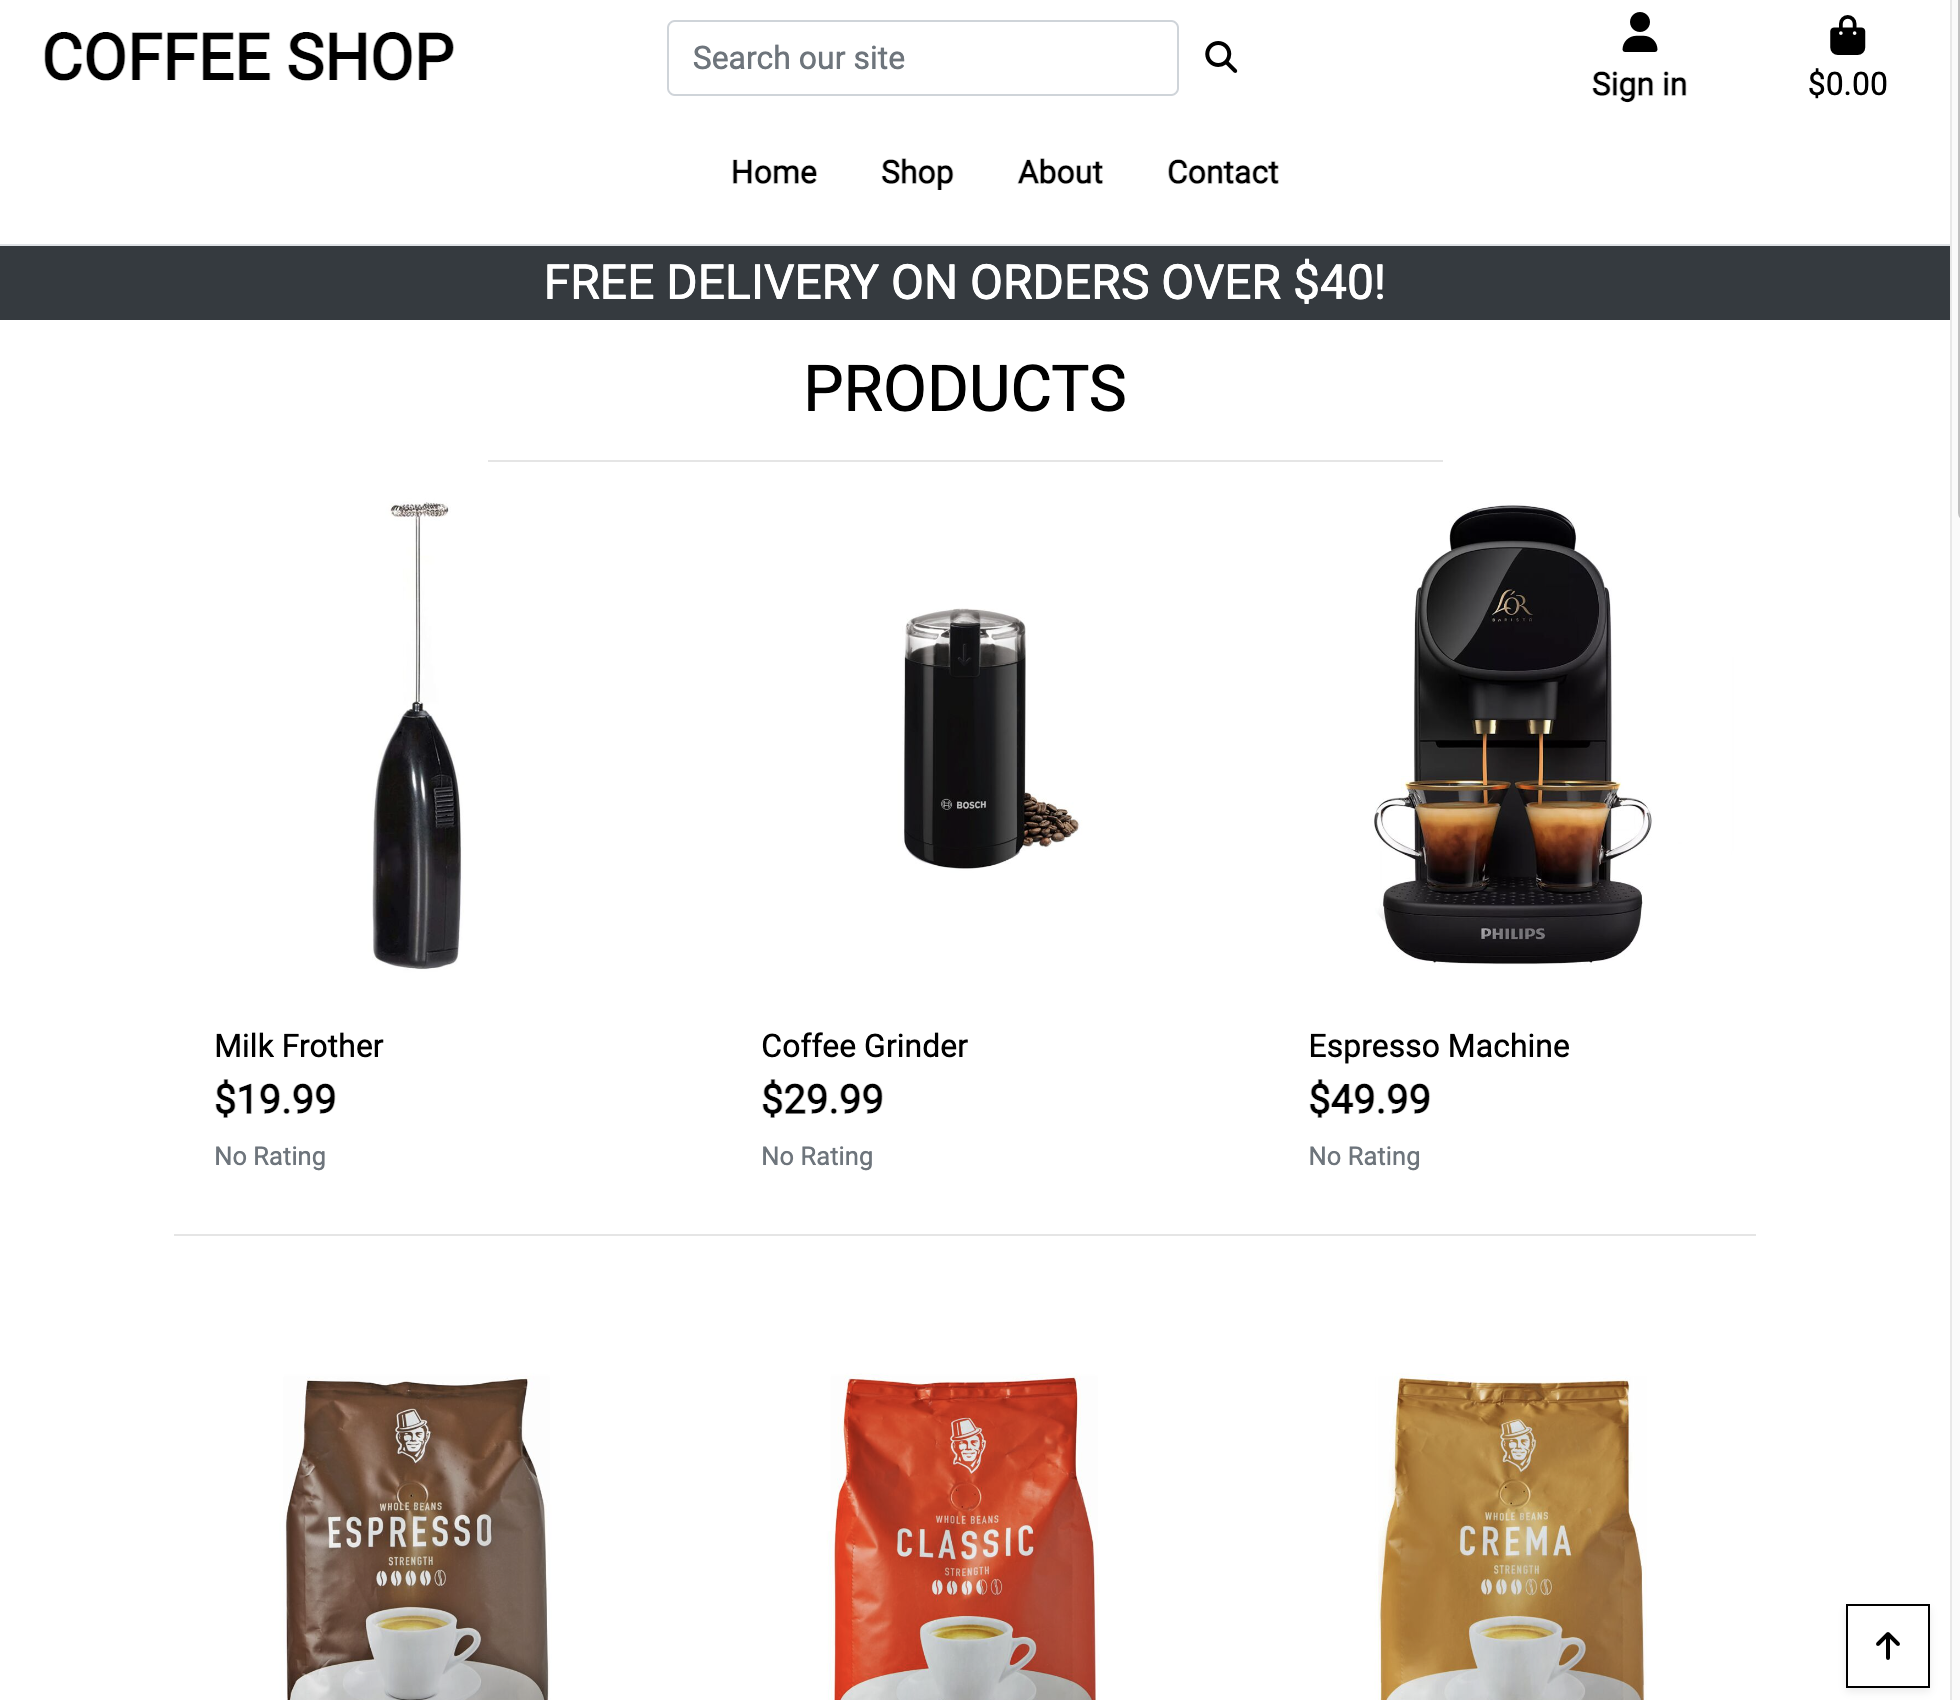 COFFEE SHOP
Search our site
Sign in
$0.00
Home Shop About Contact
FREE DELIVERY ON ORDERS OVER $40!
PRODUCTS
L'OR
BARISTA
BOSCH
PHILIPS
Milk Frother
$19.99
No Rating
Coffee Grinder
$29.99
No Rating
Espresso Machine
$49.99
No Rating
WHOLE BEANS
ESPRESSO
STRENGTH
WHOLE BEANS
CLASSIC
STRENGTH
WHOLE BEANS
CREMA
STRENGTH